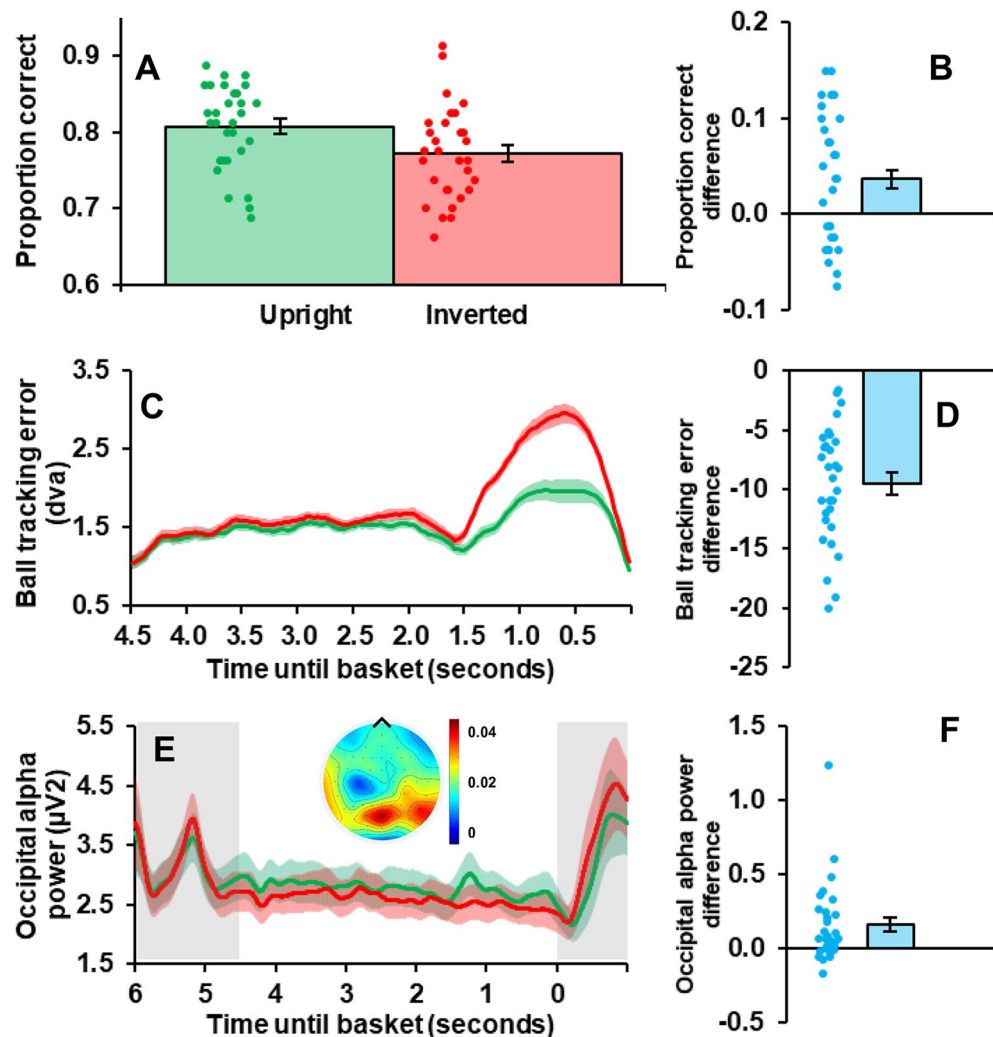 A
Proportion correct
0.9
0.8
0.7
0.6
Upright Inverted
B
Proportion correct
difference
0.2
0.1
0.0
-0.1
C
Ball tracking error
(dva)
3.5
2.5
1.5
0.5
4.5 4.0 3.5 3.0 2.5 2.0 1.5 1.0 0.5
Time until basket (seconds)
D
Ball tracking error
difference
0
-5
-10
-15
-20
-25
E
Occipital alpha
power (µV2)
5.5
4.5
3.5
2.5
1.5
0.04
0.02
0
6 5 4 3 2 1 0
Time until basket (seconds)
F
Occipital alpha power
difference
1.5
1.0
0.5
0.0
-0.5